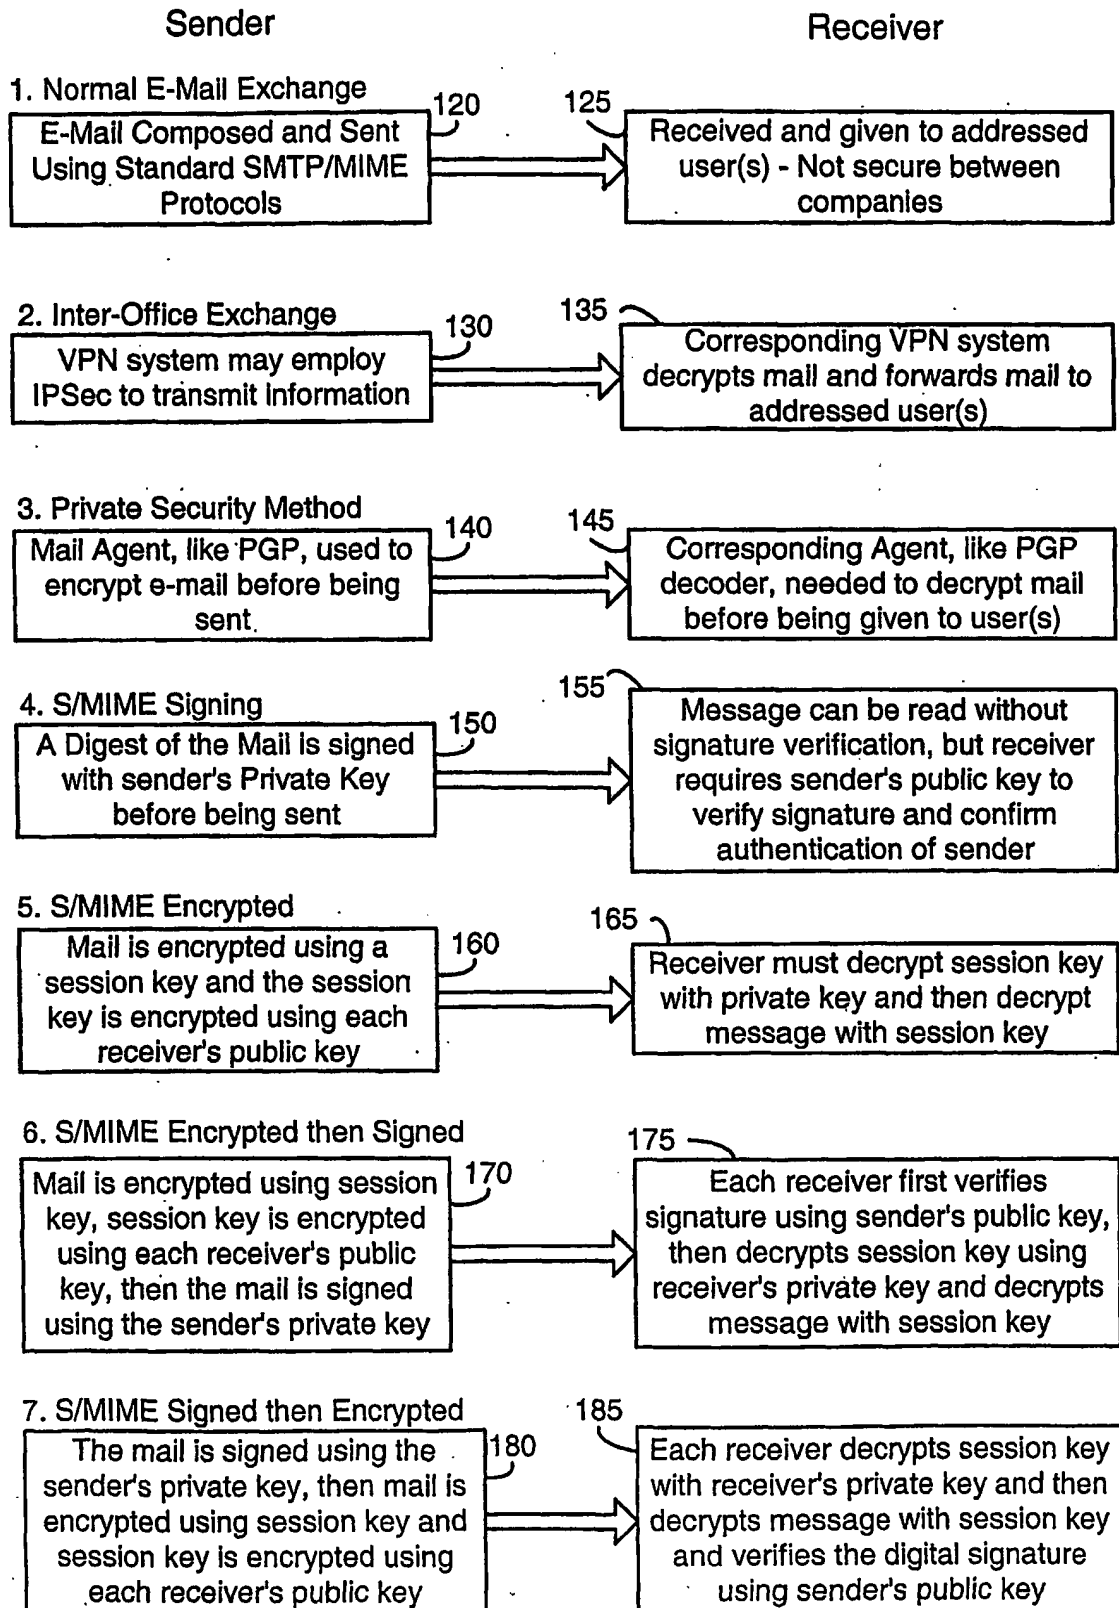 Sender
Receiver
1. Normal E-Mail Exchange
120
125
E-Mail Composed and Sent
Using Standard SMTP/MIME
Protocols
Received and given to addressed
user(s) - Not secure between
companies
2. Inter-Office Exchange
130
135
VPN system may employ
IPSec to transmit information
Corresponding VPN system
decrypts mail and forwards mail to
addressed user(s)
3. Private Security Method
140
145
Mail Agent, like PGP, used to
encrypt e-mail before being
sent
Corresponding Agent, like PGP
decoder, needed to decrypt mail
before being given to user(s)
4. S/MIME Signing
150
155
A Digest of the Mail is signed
with sender's Private Key
before being sent
Message can be read without
signature verification, but receiver
requires sender's public key to
verify signature and confirm
authentication of sender
5. S/MIME Encrypted
160
165
Mail is encrypted using a
session key and the session
key is encrypted using each
receiver's public key
Receiver must decrypt session key
with private key and then decrypt
message with session key
6. S/MIME Encrypted then Signed
170
175
Mail is encrypted using session
key, session key is encrypted
using each receiver's public
key, then the mail is signed
using the sender's private key
Each receiver first verifies
signature using sender's public key,
then decrypts session key using
receiver's private key and decrypts
message with session key
7. S/MIME Signed then Encrypted
180
185
The mail is signed using the
sender's private key, then mail is
encrypted using session key and
session key is encrypted using
each receiver's public key
Each receiver decrypts session key
with receiver's private key and then
decrypts message with session key
and verifies the digital signature
using sender's public key